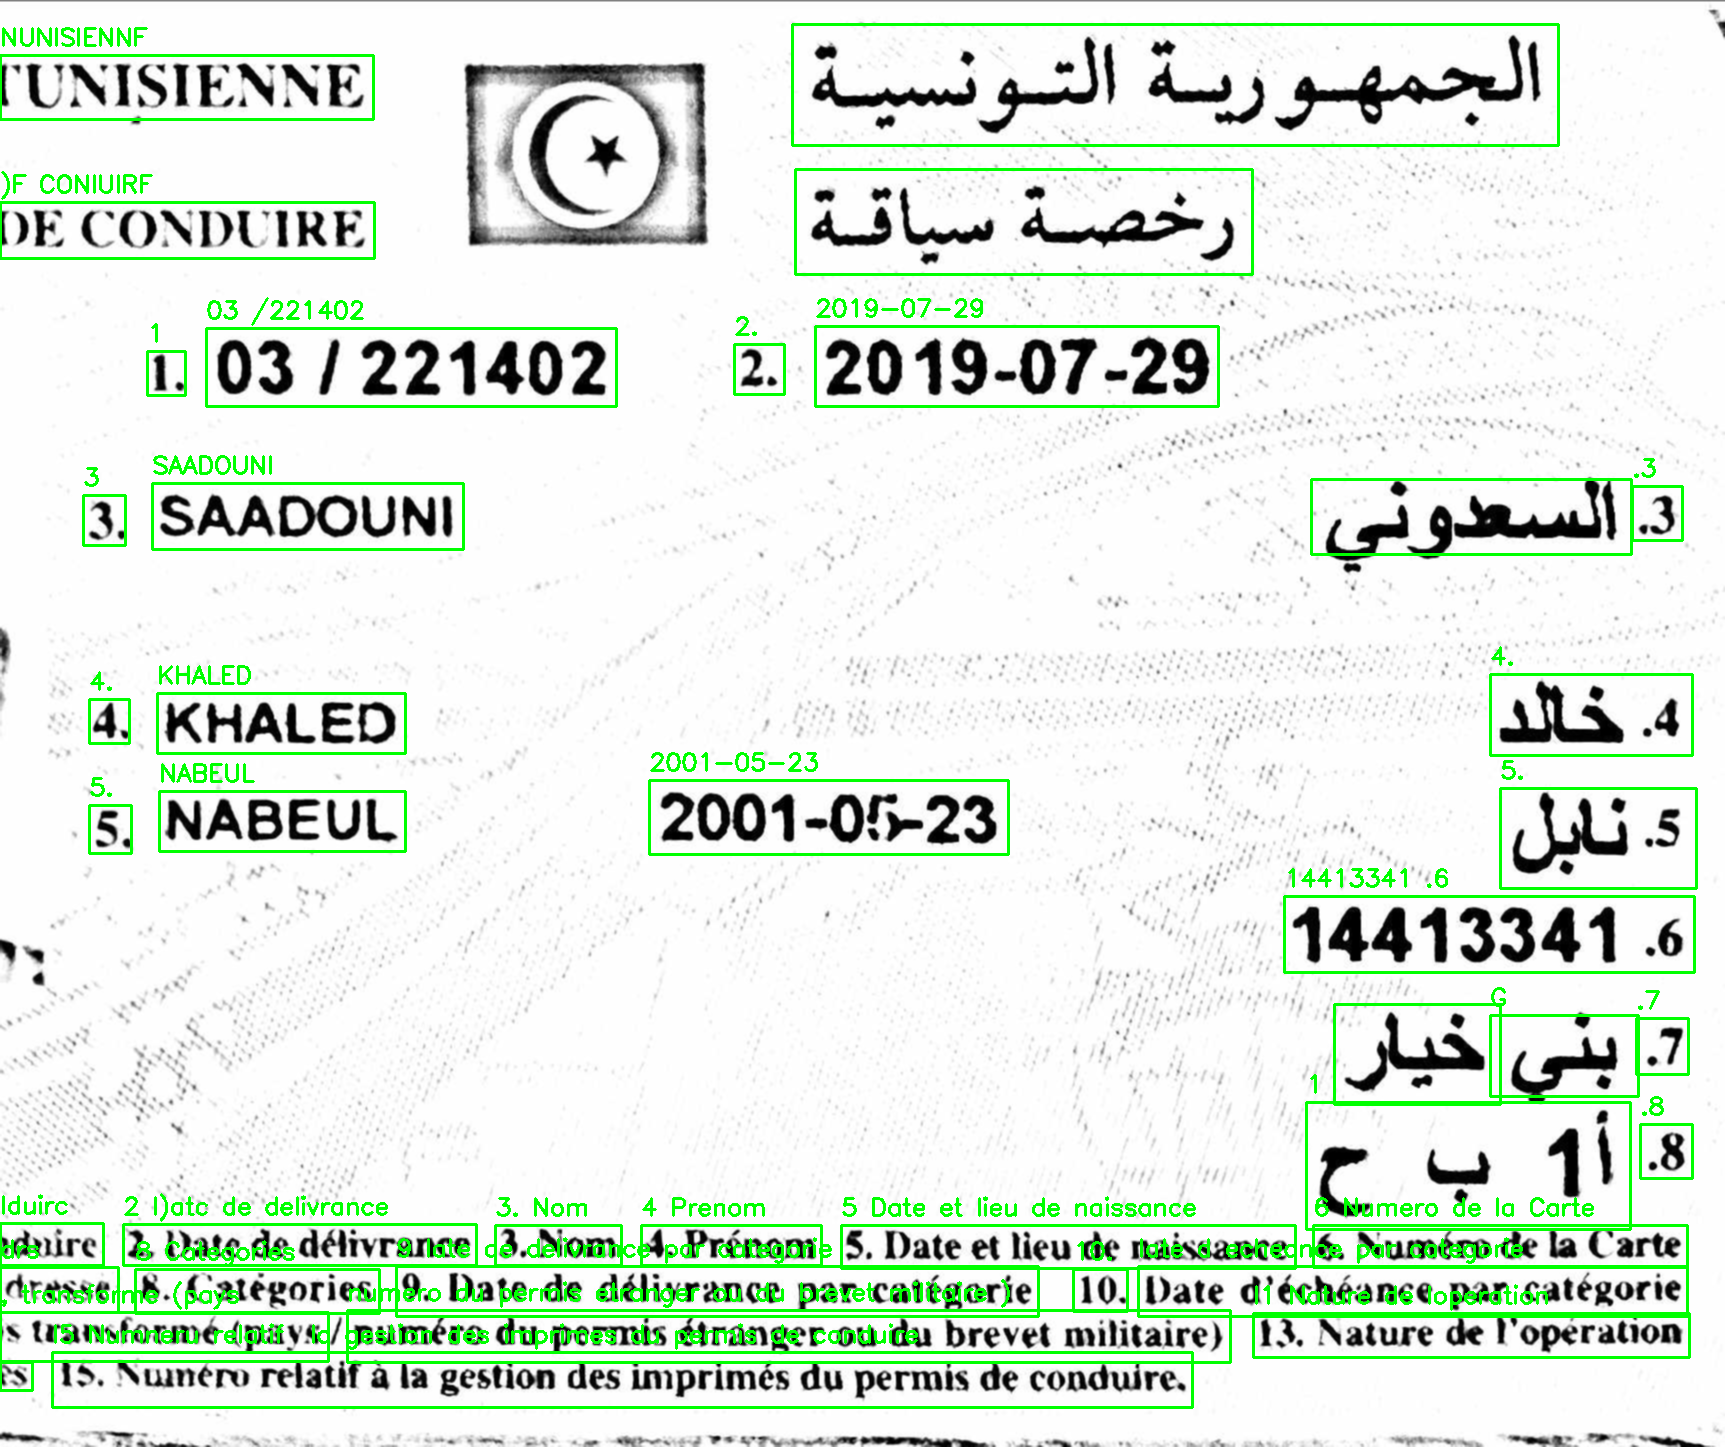 NUNISIENNF
TUNISIENNE
الجمهورية التونسية
)F CONIUIRF
DE CONDUIRE
رخصة سياقة
1 03 /221402 2. 2019-07-29
1. 03 / 221402 2. 2019-07-29
3 SAADOUNI .3
3. SAADOUNI السعدوني .3
4. KHALED 4.
4. KHALED خالد .4
5. NABEUL 2001-05-23 5.
5. NABEUL 2001-05-23 نابل .5
14413341 .6
14413341 .6
G .7
بني خيار .7
1 .8
أ1 ب ح .8
lduirc 2 I)atc de delivrance 3. Nom 4 Prenom 5 Date et lieu de naissance 6 Numero de la Carte
duire 2. Date de délivrance 3. Nom 4. Prénom 5. Date et lieu de naissance 6. Numéro de la Carte
8 Categories 9 Date de delivrance par categorie 10.
dresse 8. Catégories 9. Date de délivrance par catégorie 10. Date d'échéance par catégorie
, transforme (pays numero du permis etranger ou du brevet militaire) 11 Nature de loperation
s transformé (pays/ numéro du permis étranger ou du brevet militaire) 13. Nature de l'opération
15 Numneru relatif la gestion des imprimes du permis de conduire
es 15. Numéro relatif à la gestion des imprimés du permis de conduire.